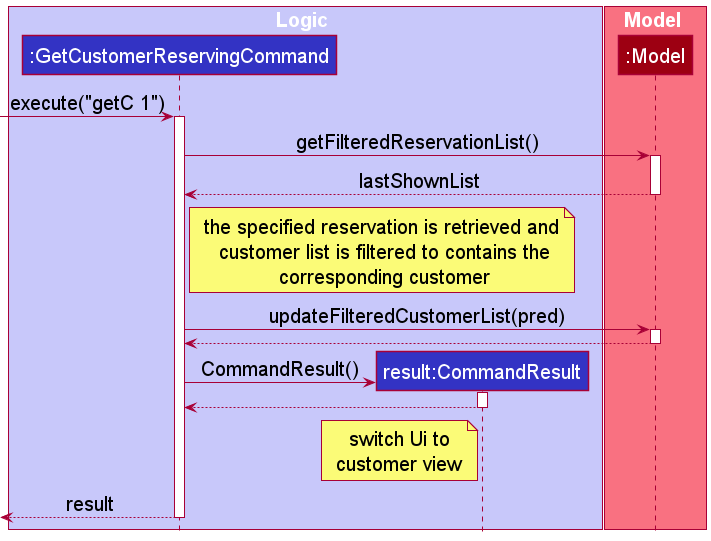 Logic
Model
:GetCustomerReservingCommand
:Model
execute("getC 1")
getFilteredReservationList()
lastShownList
the specified reservation is retrieved and
customer list is filtered to contains the
corresponding customer
updateFilteredCustomerList(pred)
CommandResult()
result:CommandResult
switch Ui to
customer view
result